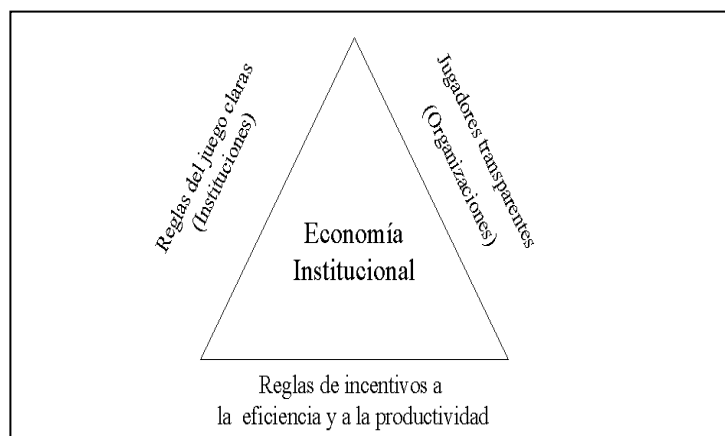 Reglas del juego claras
(Instituciones)
Jugadores transparentes
(Organizaciones)
Economía
Institucional
Reglas de incentivos a
la eficiencia y a la productividad